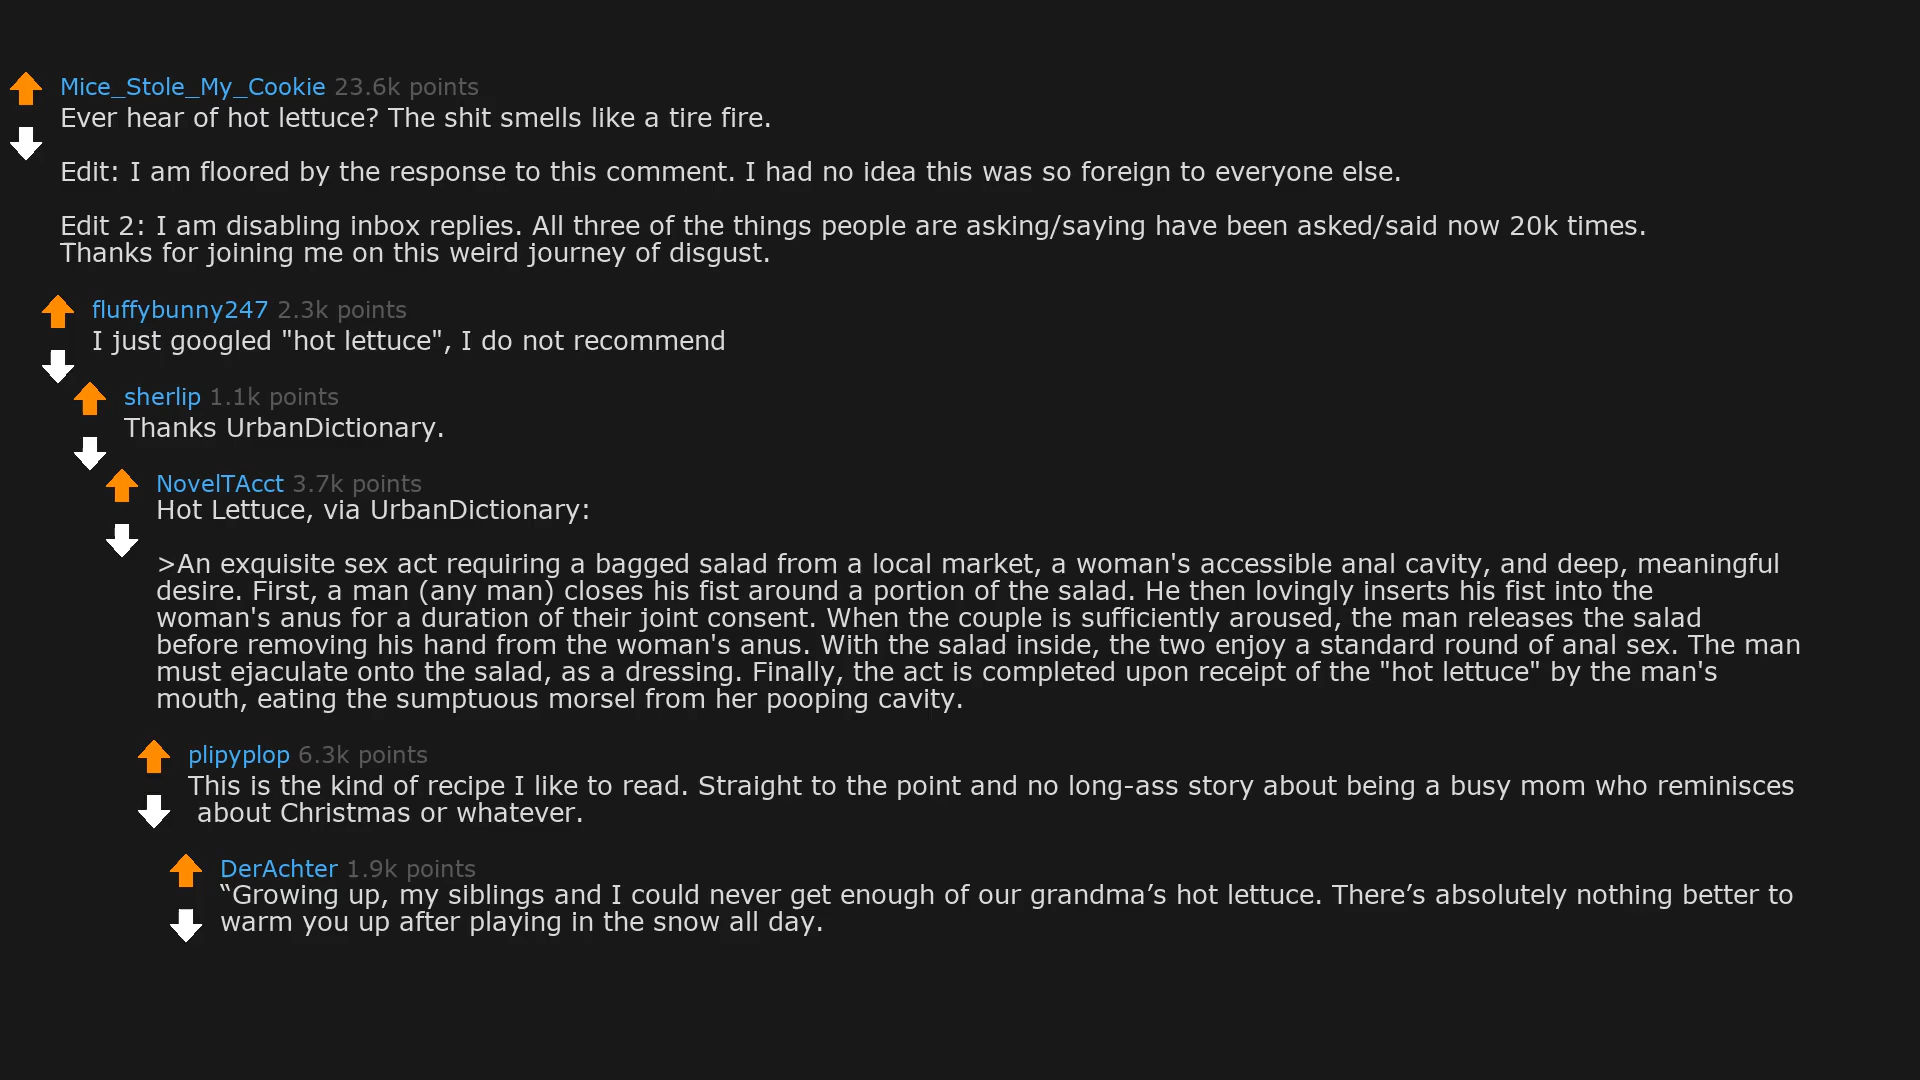 Mice_Stole_My_Cookie 23.6k points
Ever hear of hot lettuce? The shit smells like a tire fire.
Edit: I am floored by the response to this comment. I had no idea this was so foreign to everyone else.
Edit 2: I am disabling inbox replies. All three of the things people are asking/saying have been asked/said now 20k times.
Thanks for joining me on this weird journey of disgust.
fluffybunny247 2.3k points
I just googled "hot lettuce", I do not recommend
sherlip 1.1k points
Thanks UrbanDictionary.
NovelTAcct 3.7k points
Hot Lettuce, via UrbanDictionary:
>An exquisite sex act requiring a bagged salad from a local market, a woman's accessible anal cavity, and deep, meaningful
desire. First, a man (any man) closes his fist around a portion of the salad. He then lovingly inserts his fist into the
woman's anus for a duration of their joint consent. When the couple is sufficiently aroused, the man releases the salad
before removing his hand from the woman's anus. With the salad inside, the two enjoy a standard round of anal sex. The man
must ejaculate onto the salad, as a dressing. Finally, the act is completed upon receipt of the "hot lettuce" by the man's
mouth, eating the sumptuous morsel from her pooping cavity.
plipyplop 6.3k points
This is the kind of recipe I like to read. Straight to the point and no long-ass story about being a busy mom who reminisces
about Christmas or whatever.
DerAchter 1.9k points
“Growing up, my siblings and I could never get enough of our grandma’s hot lettuce. There’s absolutely nothing better to
warm you up after playing in the snow all day.